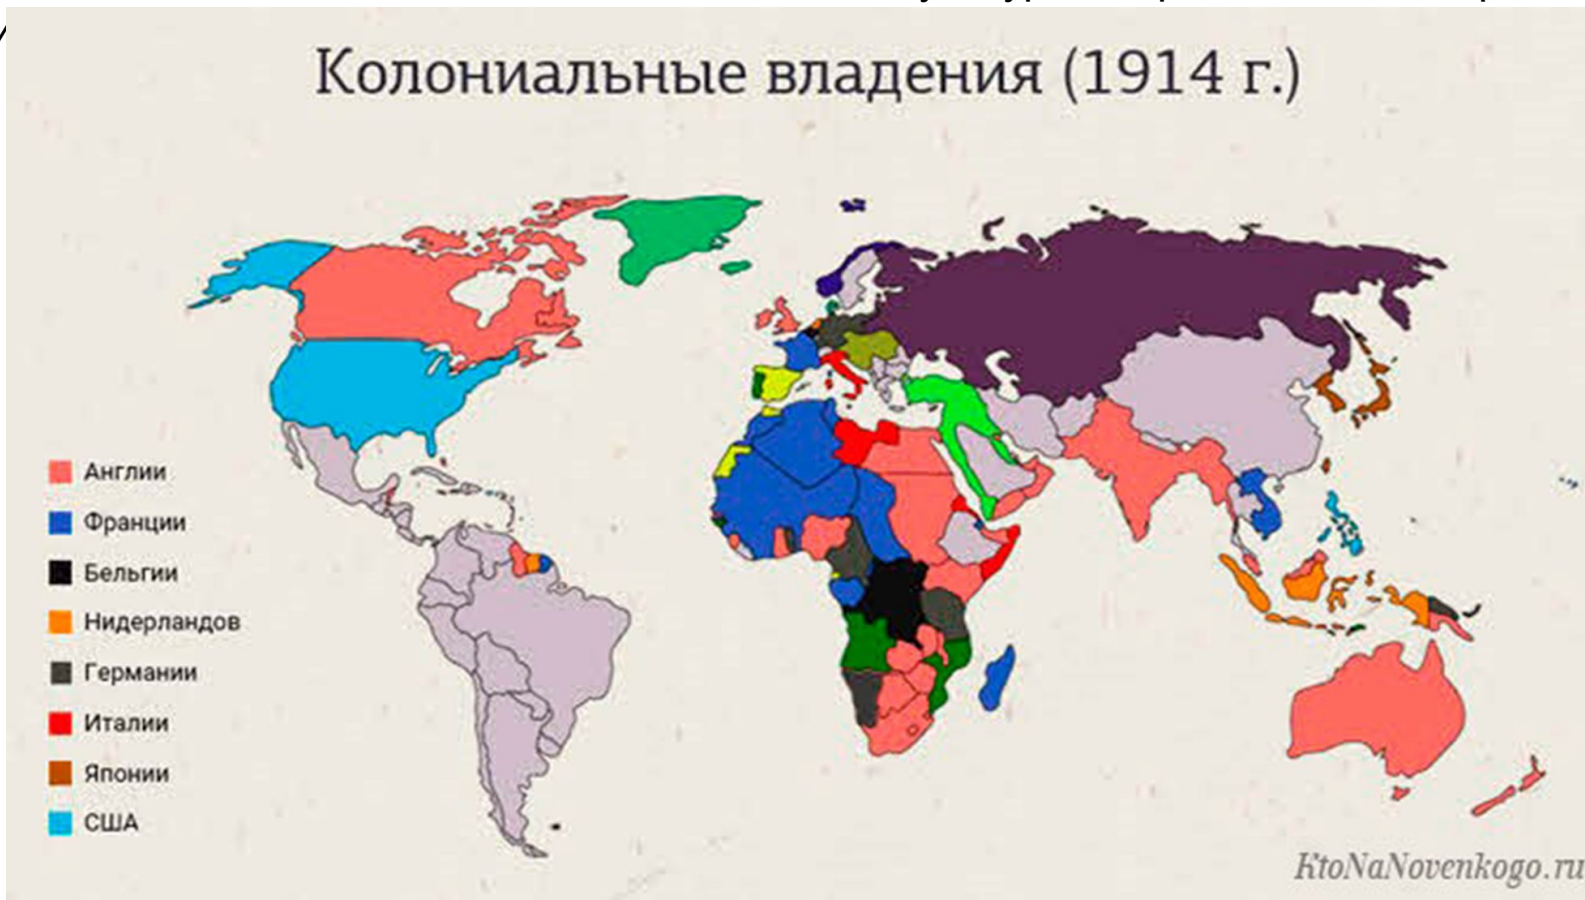 Колониальные владения (1914 г.)
Англии
Франции
Бельгии
Нидерландов
Германии
Италии
Японии
США
KtoNaNovenkogo.ru